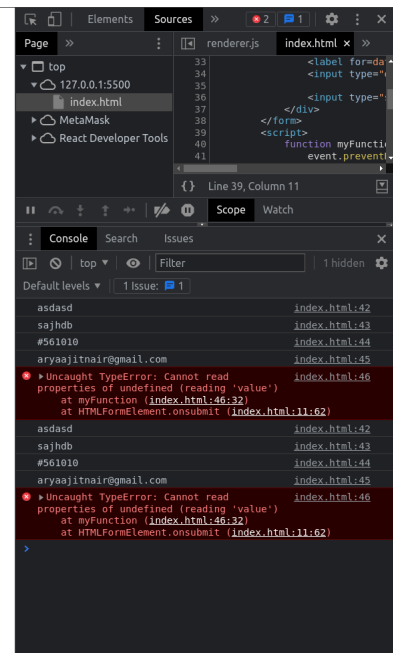 Elements Sources » 2 1
Page » renderer.js index.html × »
top
127.0.0.1:5500
index.html
MetaMask
React Developer Tools
33 <label for=da
34 <input type="
35
36 <input type="
37 </div>
38 </form>
39 <script>
40 function myFuncti
41 event.prevent
{} Line 39, Column 11
Scope Watch
Console Search Issues
top ▼ Filter 1 hidden
Default levels ▼ 1 Issue: 1
asdasd index.html:42
sajhdb index.html:43
#561010 index.html:44
aryaajitnair@gmail.com index.html:45
▶Uncaught TypeError: Cannot read index.html:46
properties of undefined (reading 'value')
at myFunction (index.html:46:32)
at HTMLFormElement.onsubmit (index.html:11:62)
asdasd index.html:42
sajhdb index.html:43
#561010 index.html:44
aryaajitnair@gmail.com index.html:45
▶Uncaught TypeError: Cannot read index.html:46
properties of undefined (reading 'value')
at myFunction (index.html:46:32)
at HTMLFormElement.onsubmit (index.html:11:62)
>